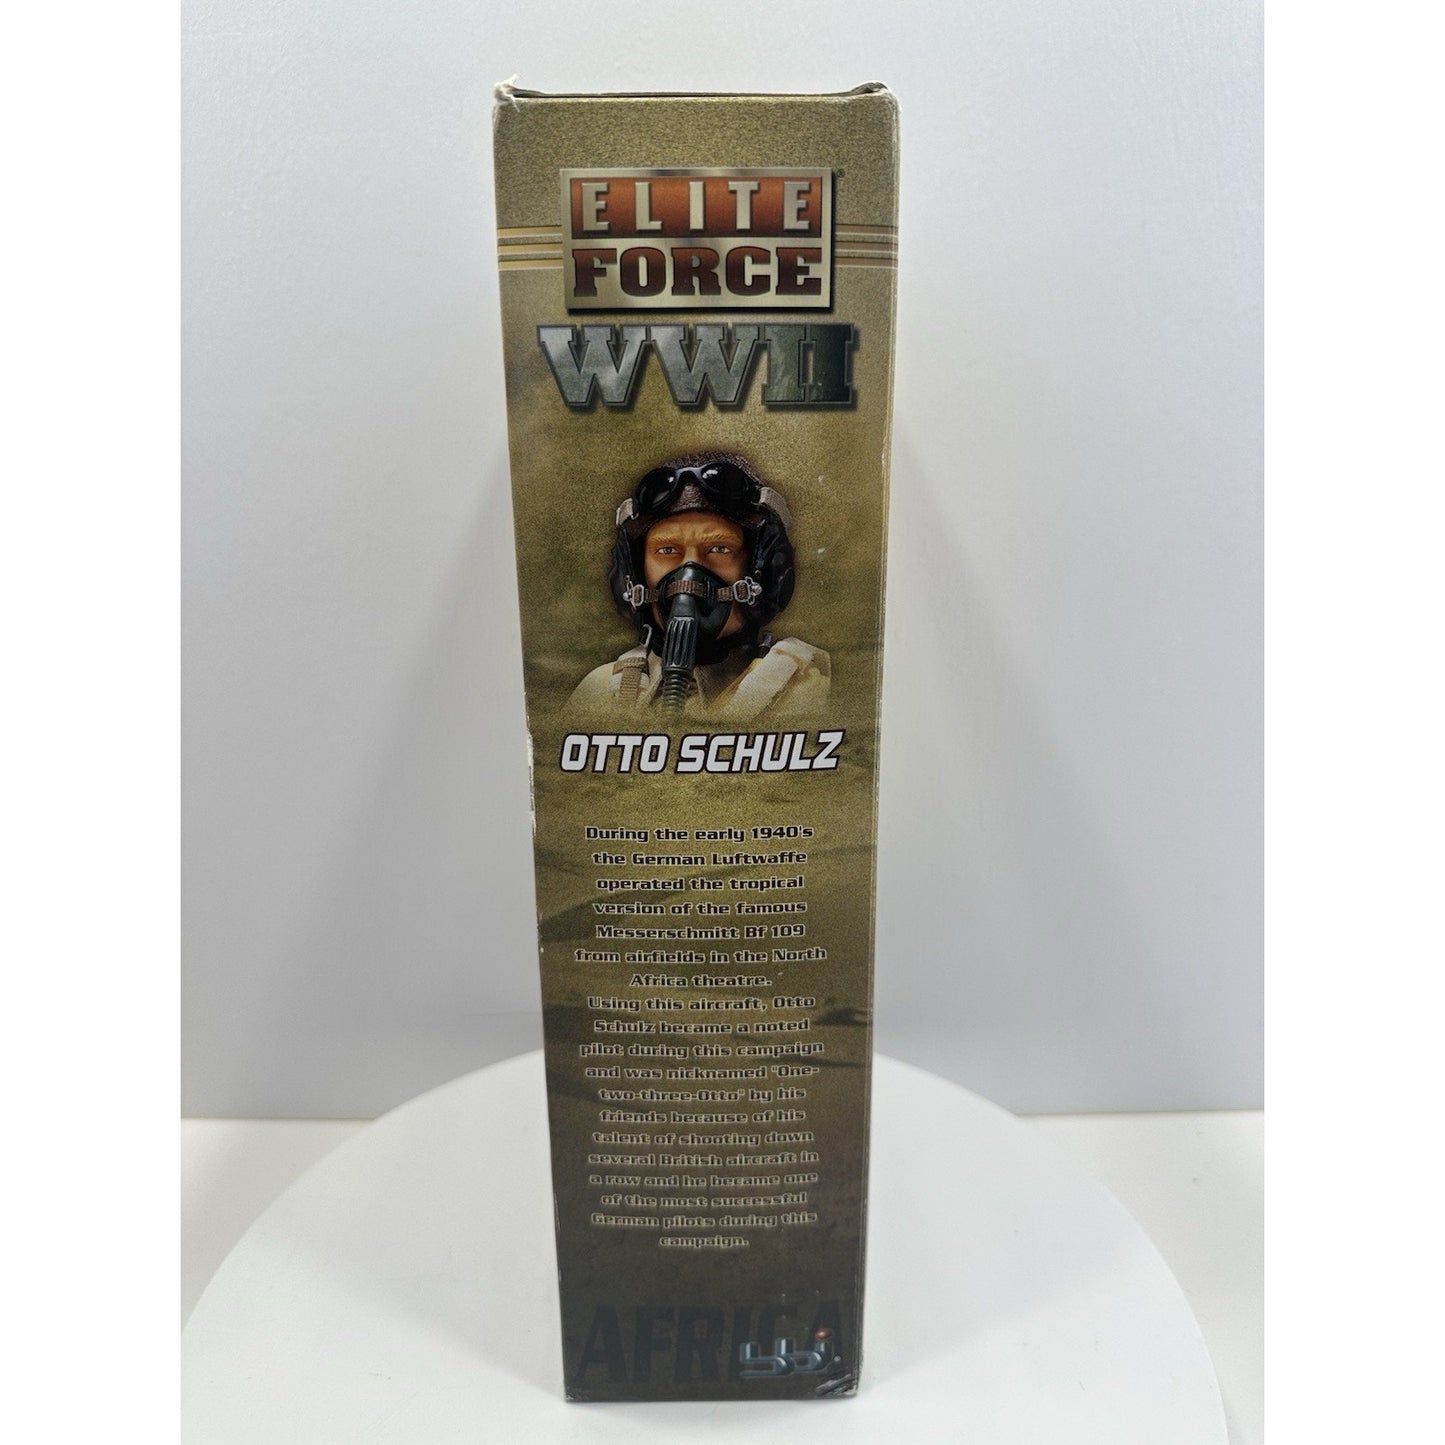 ELITE
FORCE
®
WWII
OTTO SCHULZ
During the early 1940's
the German Luftwaffe
operated the tropical
version of the famous
Messerschmitt Bf 109
from airfields in the North
Africa theatre.
Using this aircraft, Otto
Schulz became a noted
pilot during this campaign
and was nicknamed "One-
two-three-Otto" by his
friends because of his
talent of shooting down
several British aircraft in
a row and he became one
of the most successful
German pilots during this
campaign.
AFRICA
bbi®